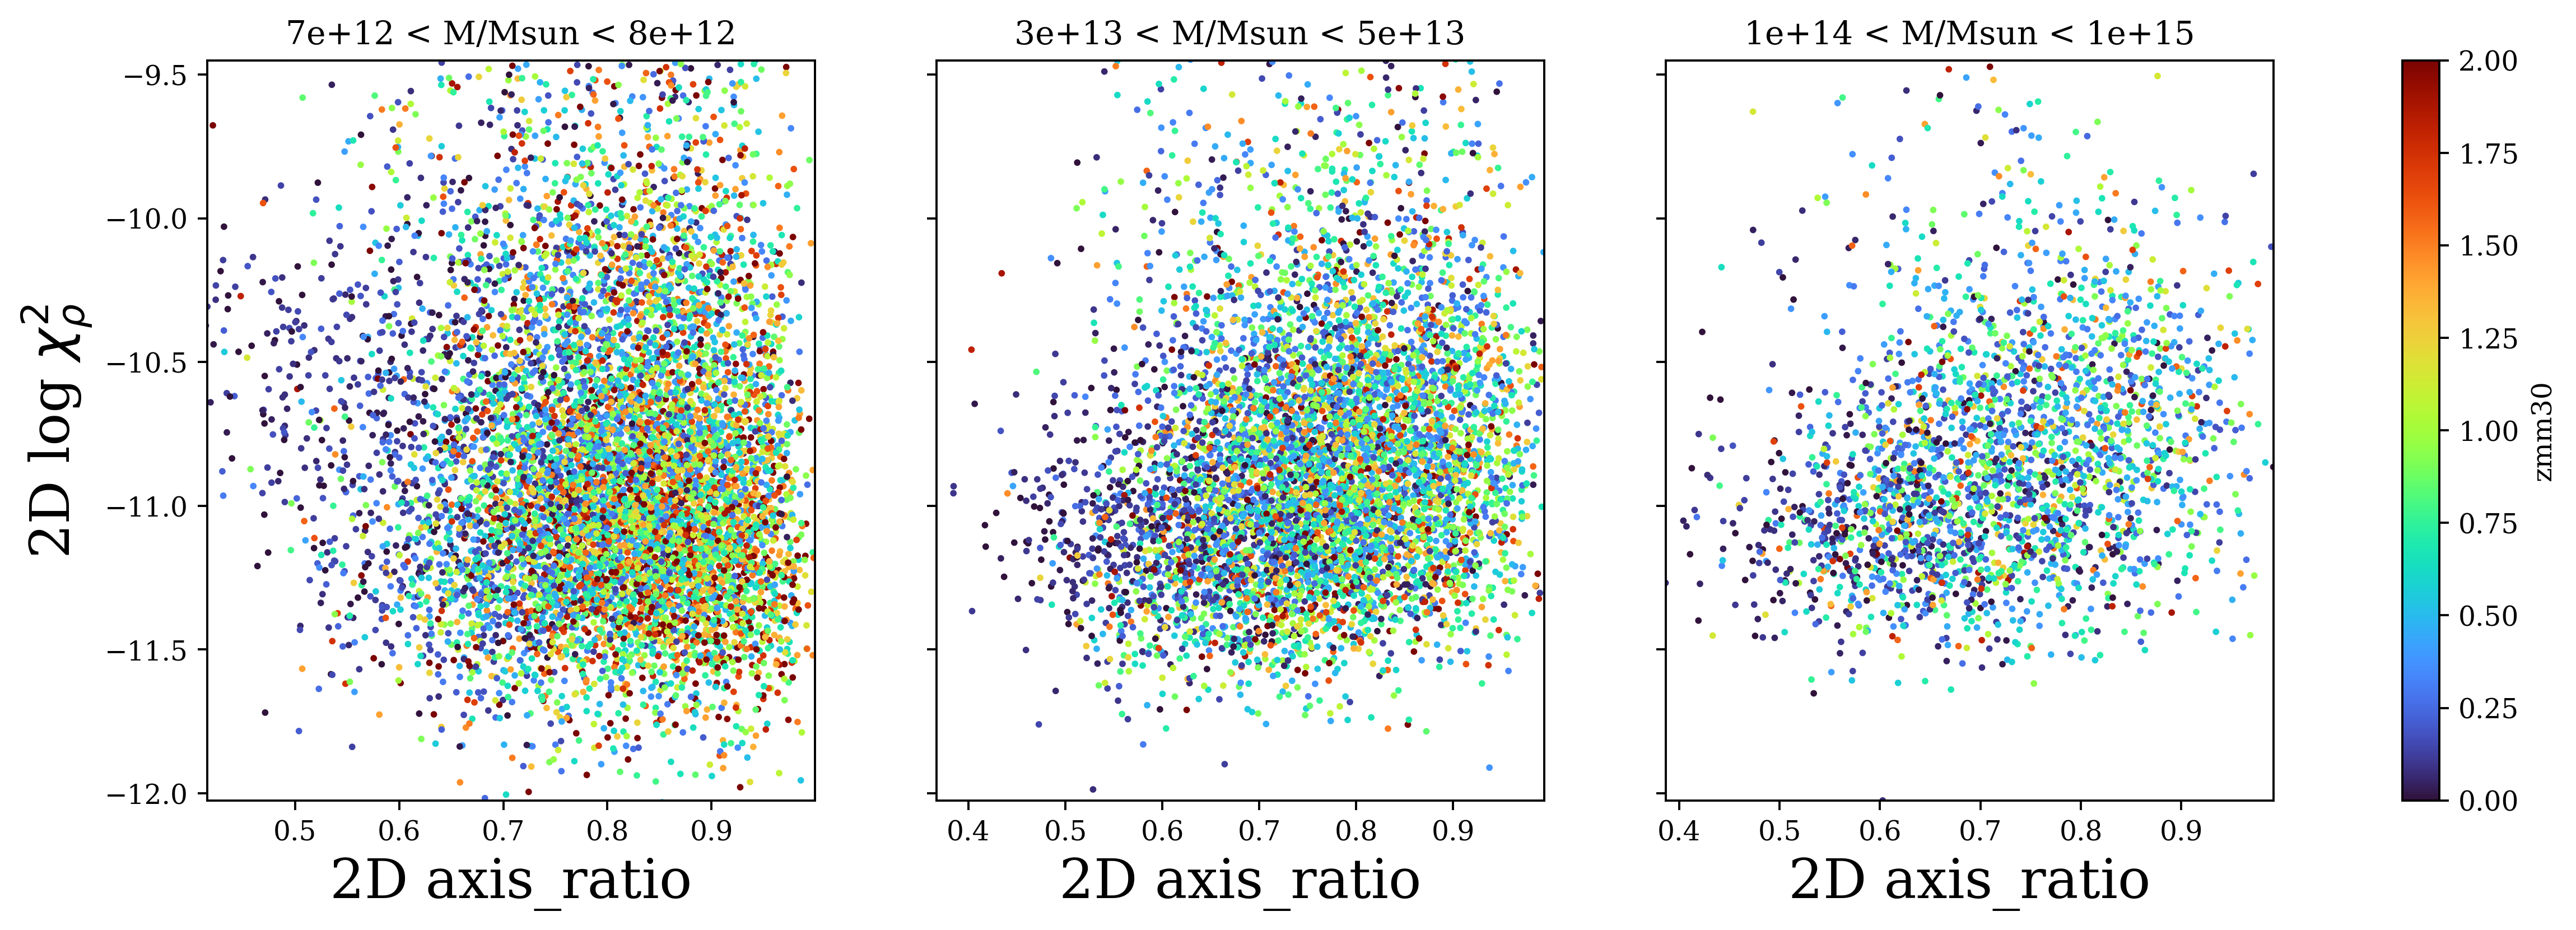 7e+12 < M/Msun < 8e+12
3e+13 < M/Msun < 5e+13
1e+14 < M/Msun < 1e+15
2D log χ²ρ
−9.5
−10.0
−10.5
−11.0
−11.5
−12.0
0.5 0.6 0.7 0.8 0.9
0.4 0.5 0.6 0.7 0.8 0.9
0.4 0.5 0.6 0.7 0.8 0.9
2D axis_ratio
2D axis_ratio
2D axis_ratio
2.00
1.75
1.50
1.25
1.00
0.75
0.50
0.25
0.00
zmm30